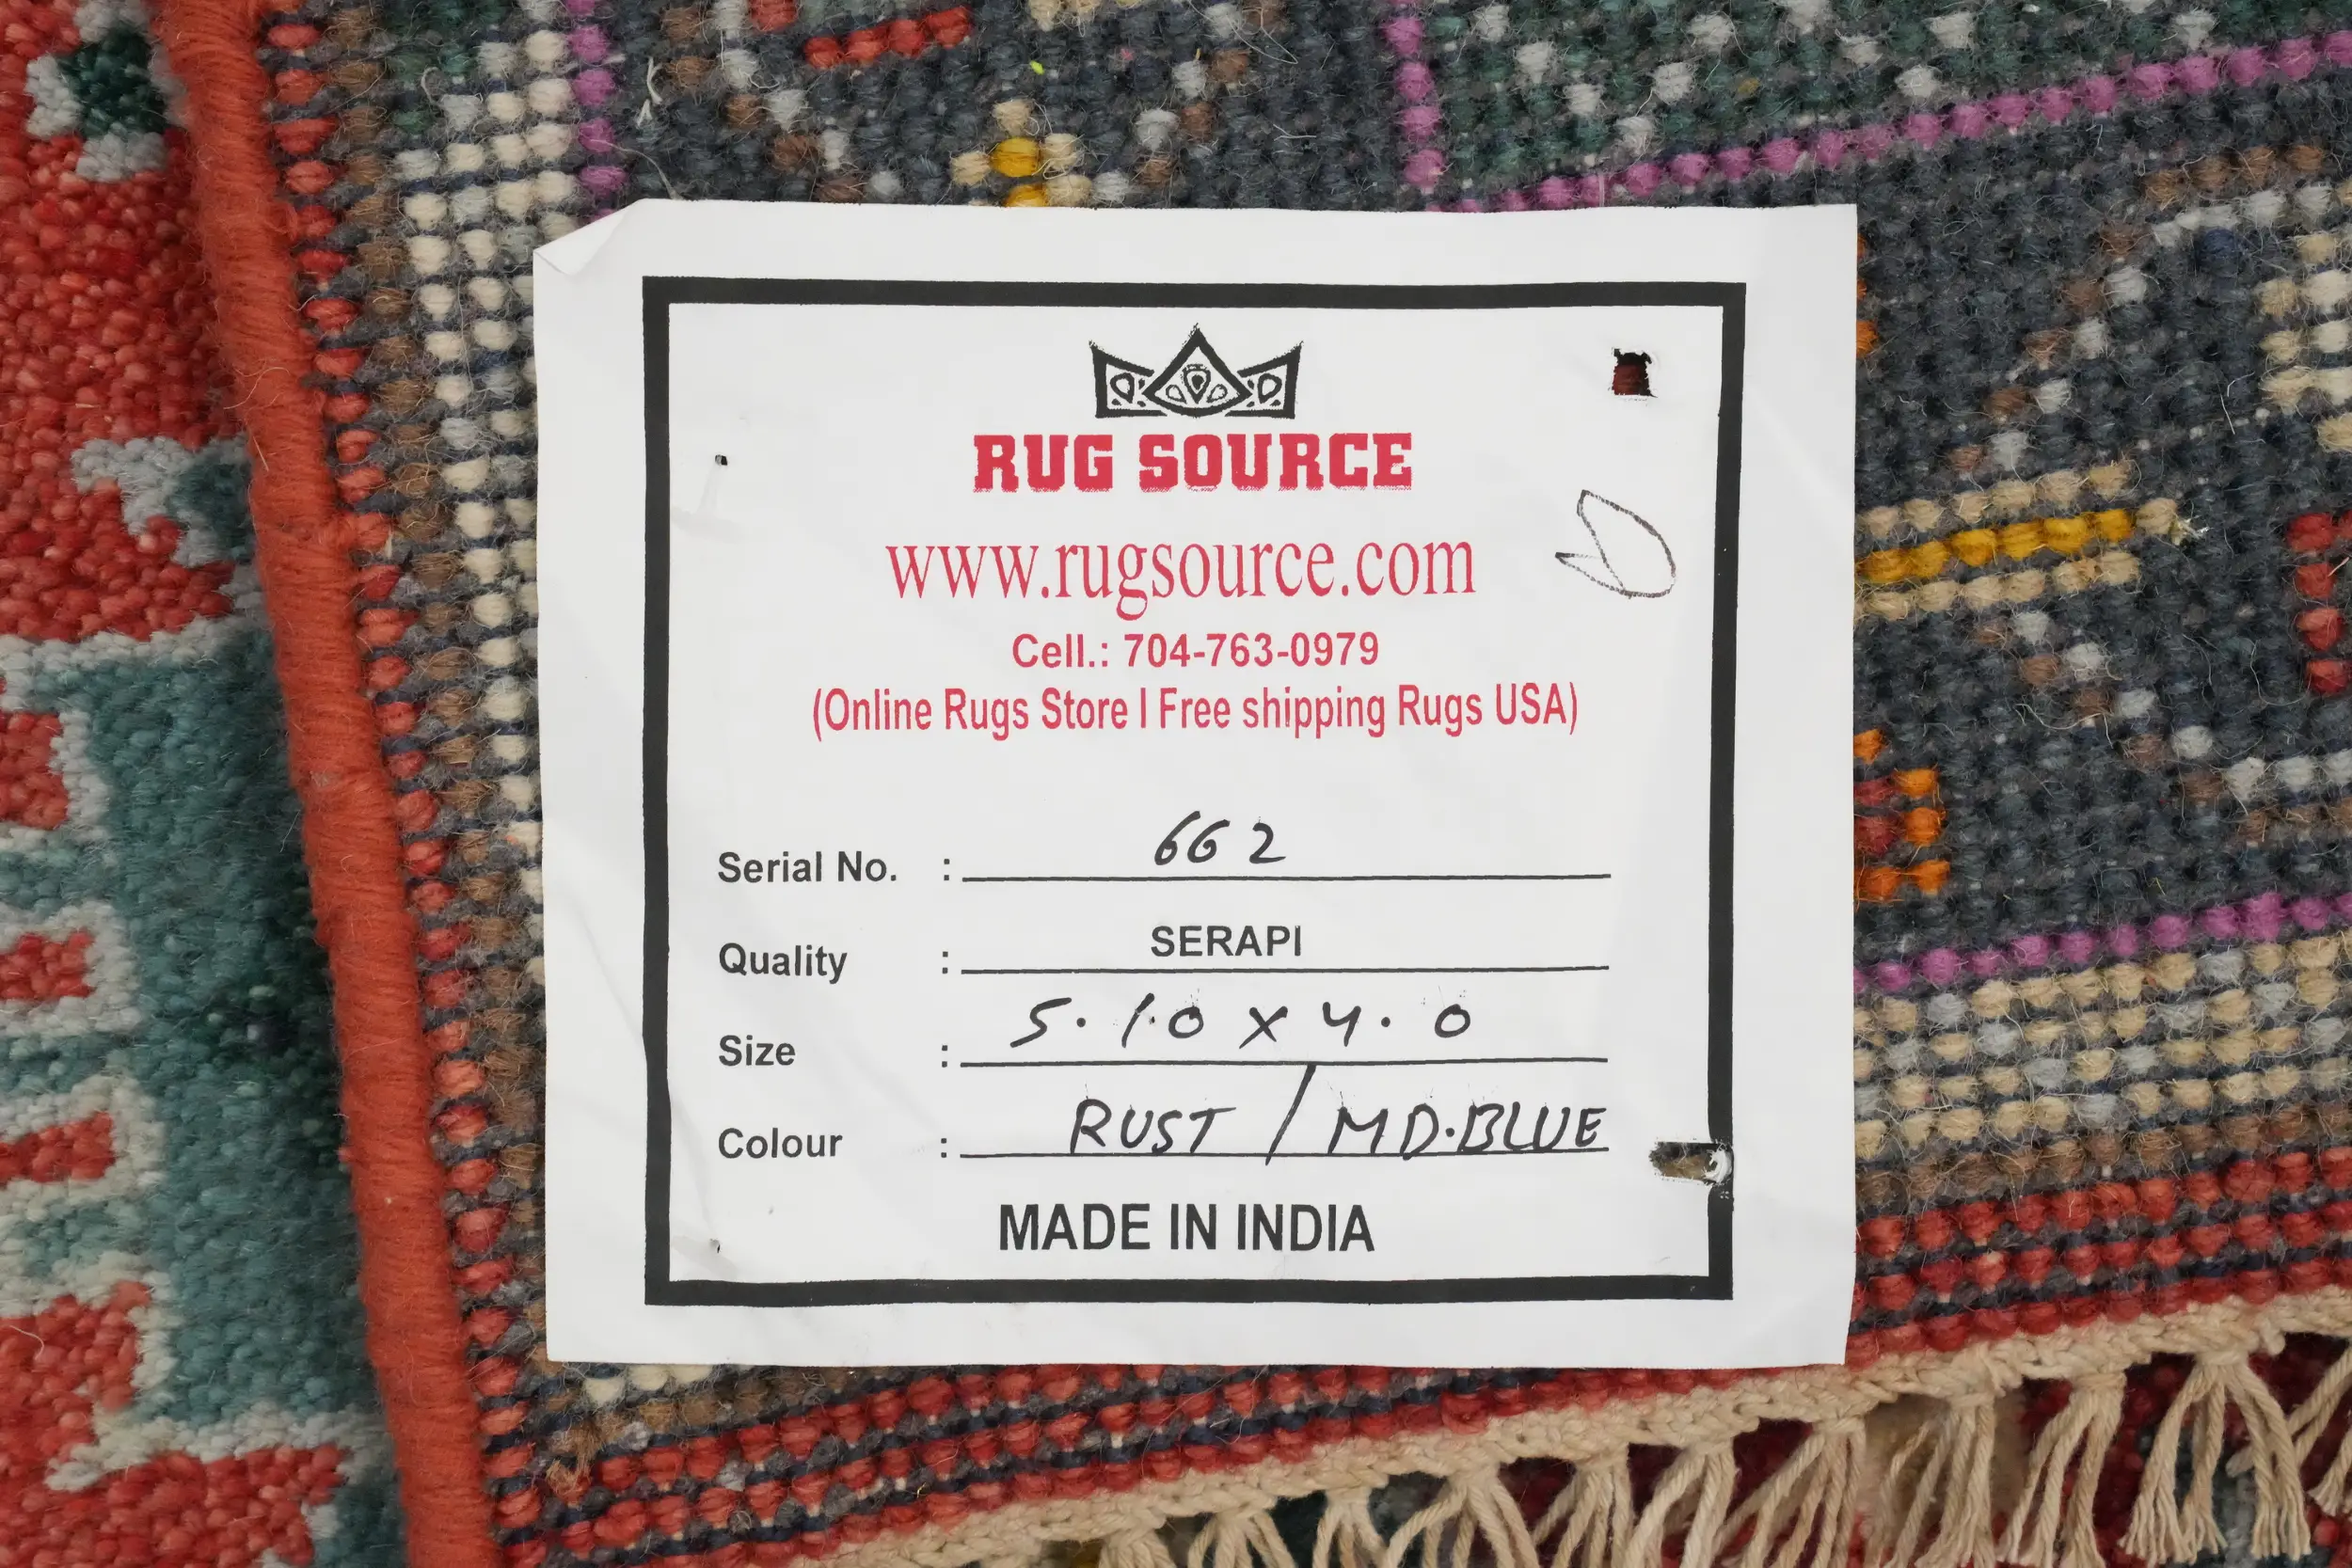 RUG SOURCE
www.rugsource.com
Cell.: 704-763-0979
(Online Rugs Store I Free shipping Rugs USA)
Serial No. : 662
Quality : SERAPI
Size : 5.10 x 4.0
Colour : RUST / MD.BLUE
MADE IN INDIA